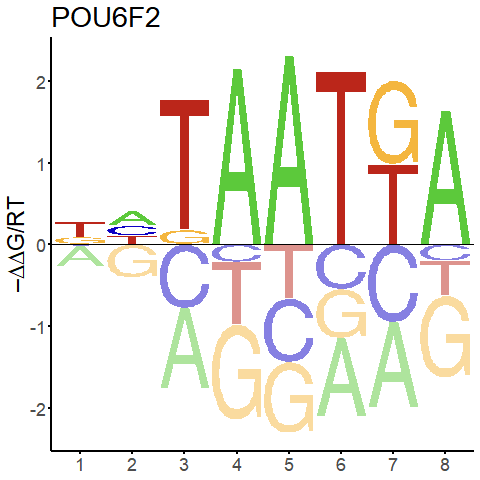 POU6F2
−ΔΔG/RT
2
1
0
-1
-2
T A T A A T G A
G C T
T G
A G C C T C C C
A T C G A T
G G A G
1 2 3 4 5 6 7 8